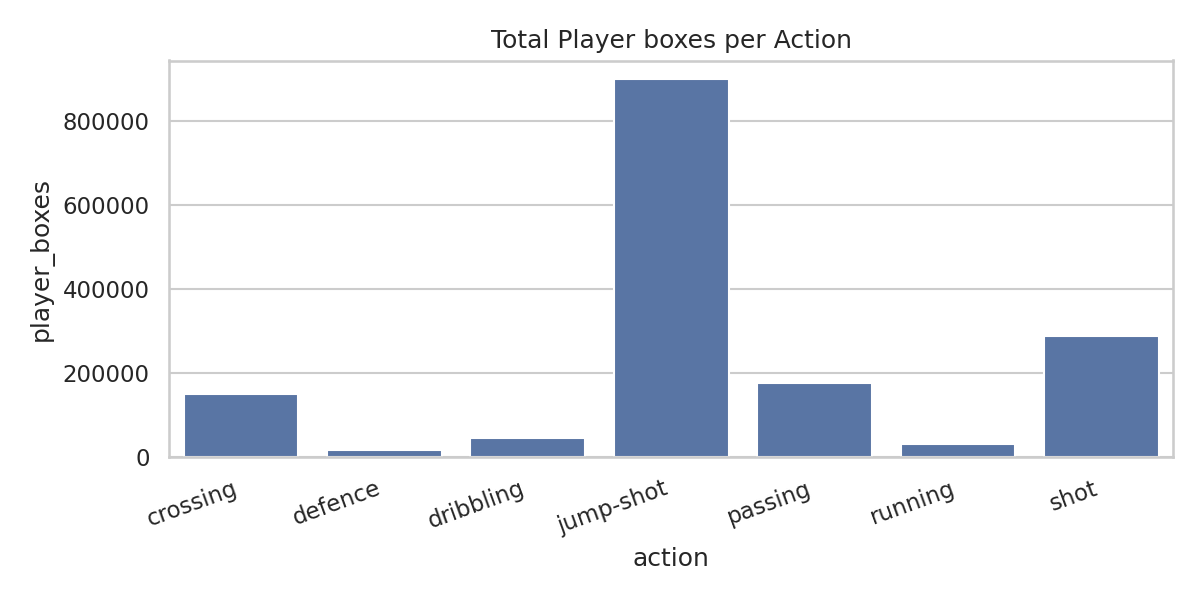 Total Player boxes per Action
player_boxes
800000
600000
400000
200000
0
crossing
defence
dribbling
jump-shot
passing
running
shot
action